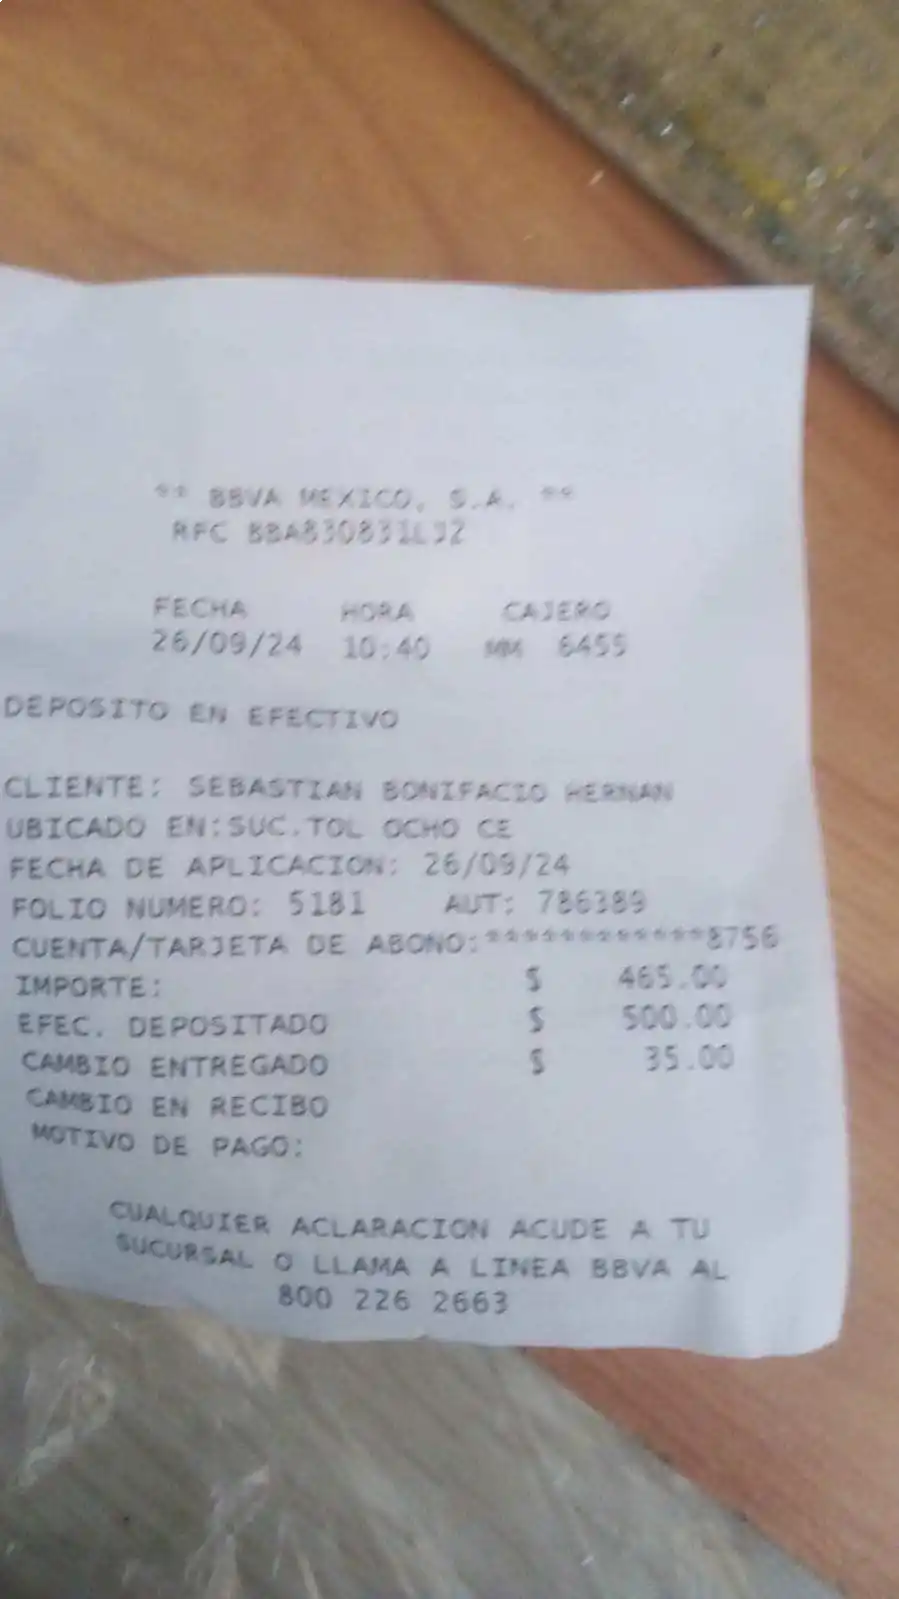 ** BBVA MEXICO, S.A. **
RFC BBA830831LJ2
FECHA HORA CAJERO
26/09/24 10:40 MM 6455
DEPOSITO EN EFECTIVO
CLIENTE: SEBASTIAN BONIFACIO HERNAN
UBICADO EN:SUC.TOL OCHO CE
FECHA DE APLICACION: 26/09/24
FOLIO NUMERO: 5181 AUT: 786389
CUENTA/TARJETA DE ABONO:************8756
IMPORTE: $ 465.00
EFEC. DEPOSITADO $ 500.00
CAMBIO ENTREGADO $ 35.00
CAMBIO EN RECIBO
MOTIVO DE PAGO:
CUALQUIER ACLARACION ACUDE A TU
SUCURSAL O LLAMA A LINEA BBVA AL
800 226 2663